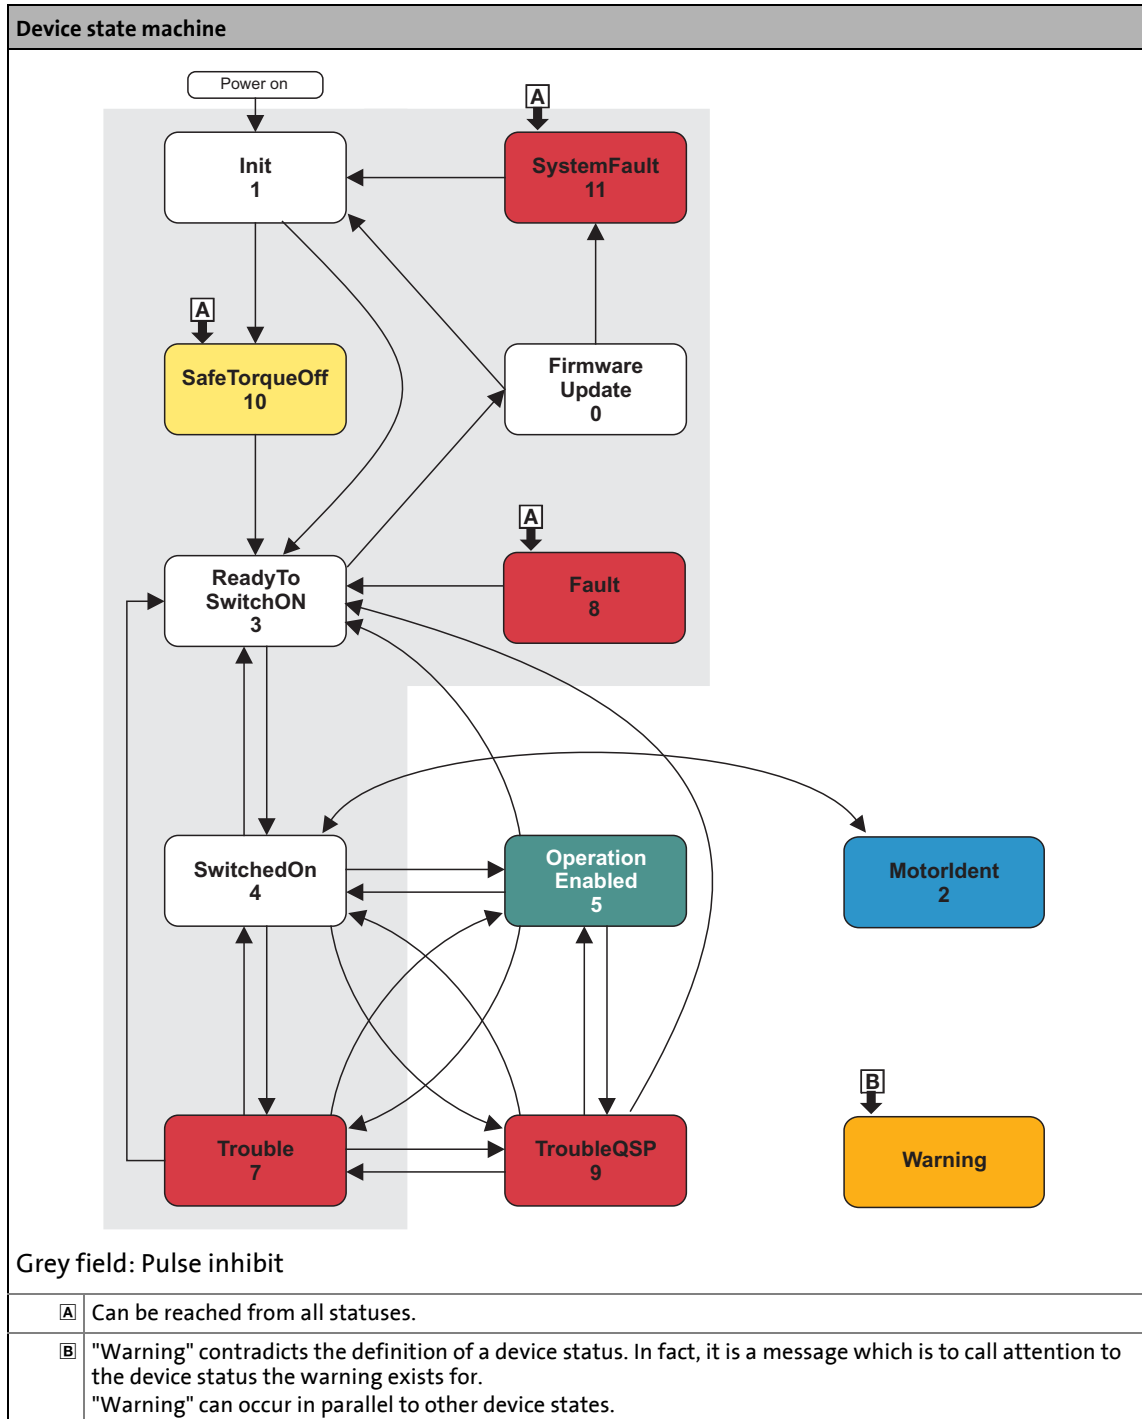 Device state machine
Power on
A
Init
1
SystemFault
11
A
SafeTorqueOff
10
Firmware
Update
0
A
ReadyTo
SwitchON
3
Fault
8
SwitchedOn
4
Operation
Enabled
5
MotorIdent
2
B
Trouble
7
TroubleQSP
9
Warning
Grey field: Pulse inhibit
A Can be reached from all statuses.
B "Warning" contradicts the definition of a device status. In fact, it is a message which is to call attention to
the device status the warning exists for.
"Warning" can occur in parallel to other device states.